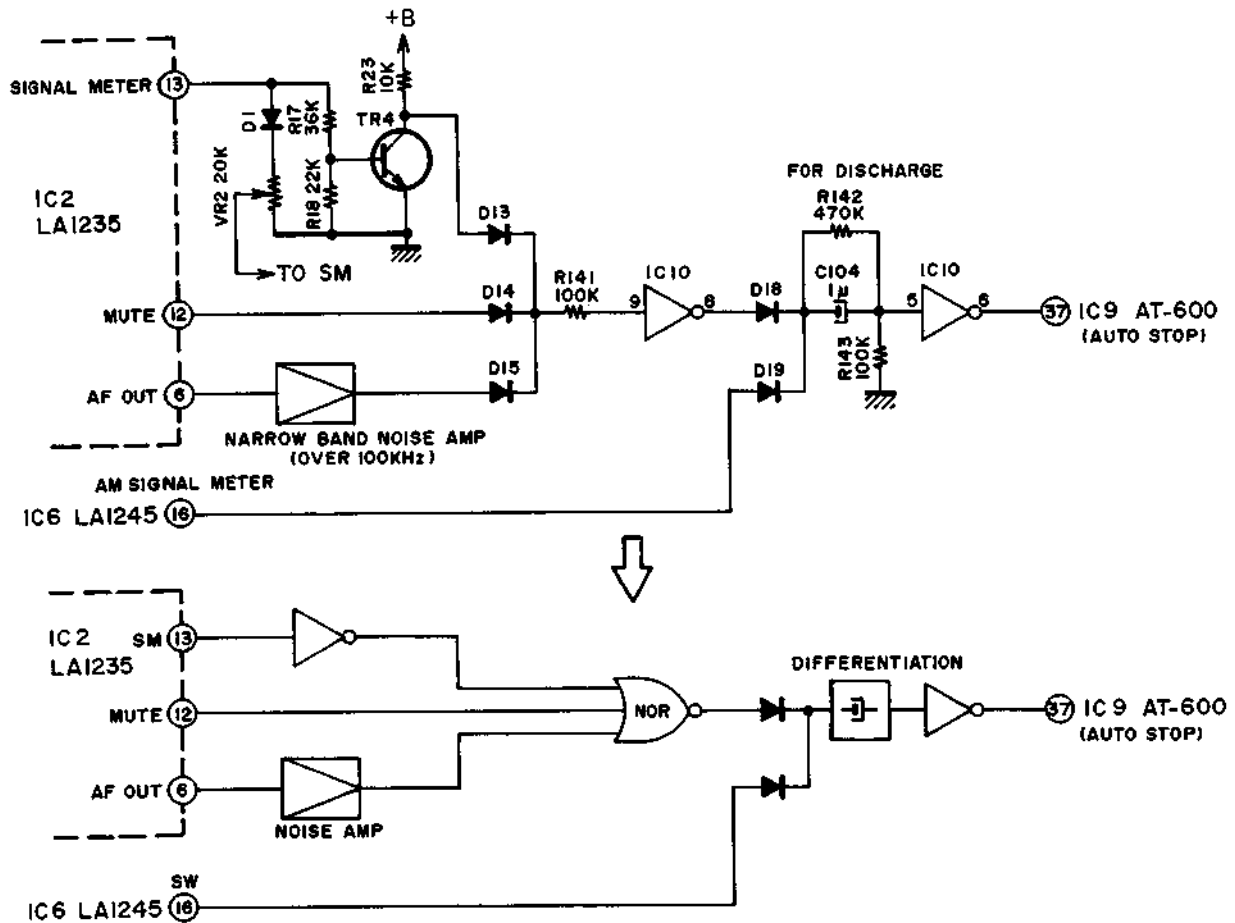 +B
SIGNAL METER 13
D1
R17 36K
R23 10K
TR4
VR2 20K
R18 22K
IC2
LA1235
TO SM
FOR DISCHARGE
R142
470K
D13
R141
100K
IC10
C104
1μ
IC10
MUTE 12
D14
9
8
D18
5
6
37 IC9 AT-600
(AUTO STOP)
R143
100K
D15
D19
AF OUT 6
NARROW BAND NOISE AMP
(OVER 100KHz)
AM SIGNAL METER
IC6 LA1245 16
IC2
LA1235
SM 13
DIFFERENTIATION
MUTE 12
NOR
37 IC9 AT-600
(AUTO STOP)
AF OUT 6
NOISE AMP
SW
IC6 LA1245 16